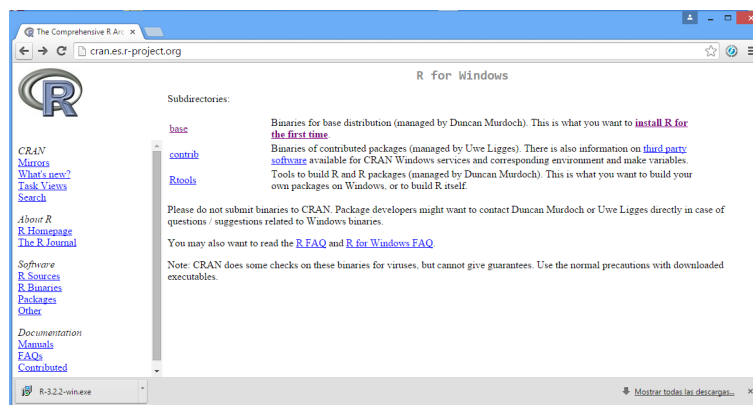 The Comprehensive R Arc
cran.es.r-project.org
R
CRAN
Mirrors
What's new?
Task Views
Search
About R
R Homepage
The R Journal
Software
R Sources
R Binaries
Packages
Other
Documentation
Manuals
FAQs
Contributed
R for Windows
Subdirectories:
base
Binaries for base distribution (managed by Duncan Murdoch). This is what you want to install R for
the first time.
contrib
Binaries of contributed packages (managed by Uwe Ligges). There is also information on third party
software available for CRAN Windows services and corresponding environment and make variables.
Rtools
Tools to build R and R packages (managed by Duncan Murdoch). This is what you want to build your
own packages on Windows, or to build R itself.
Please do not submit binaries to CRAN. Package developers might want to contact Duncan Murdoch or Uwe Ligges directly in case of
questions / suggestions related to Windows binaries.
You may also want to read the R FAQ and R for Windows FAQ.
Note: CRAN does some checks on these binaries for viruses, but cannot give guarantees. Use the normal precautions with downloaded
executables.
R-3.2.2-win.exe
Mostrar todas las descargas...